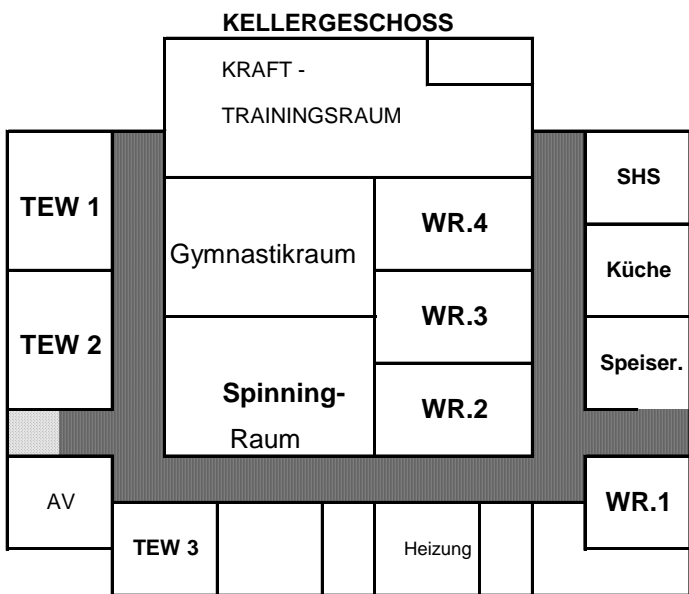 KELLERGESCHOSS
KRAFT -
TRAININGSRAUM
TEW 1
SHS
WR.4
Gymnastikraum
Küche
WR.3
TEW 2
Speiser.
Spinning-
WR.2
Raum
AV
WR.1
TEW 3
Heizung